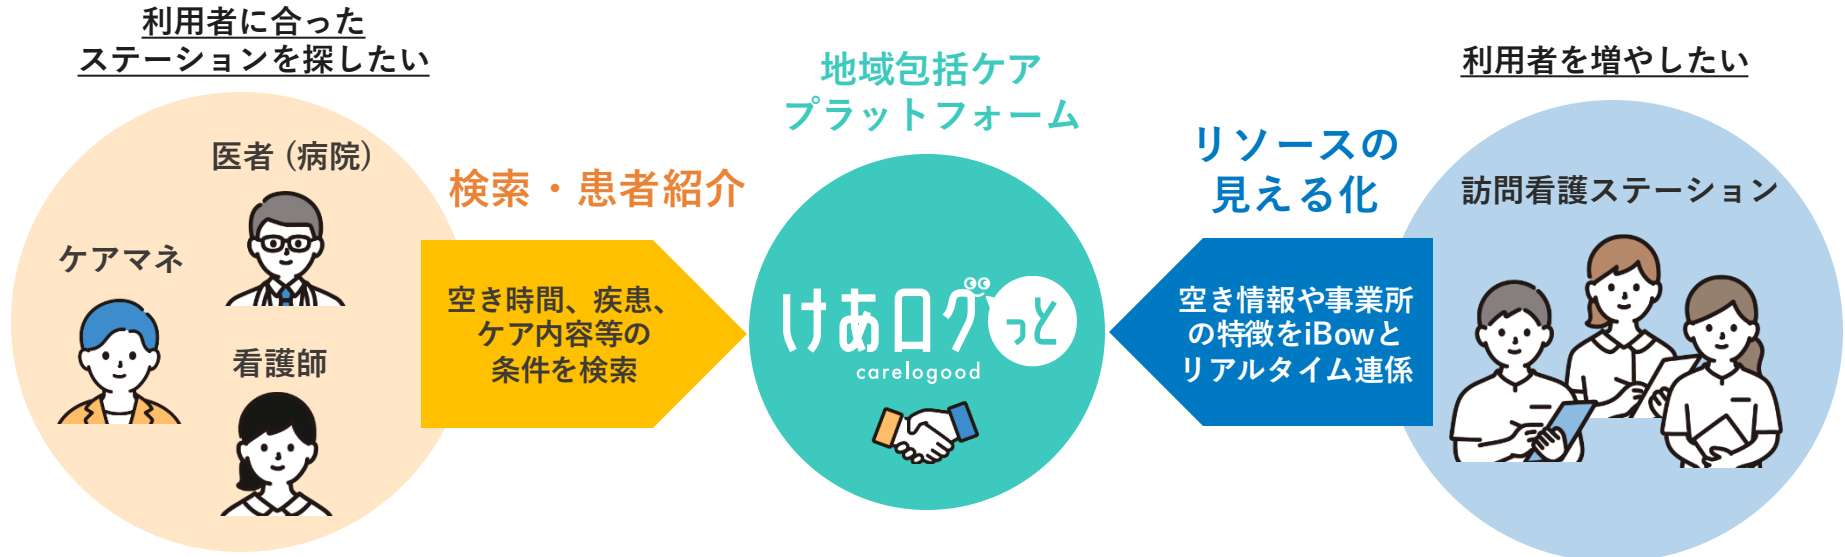 利用者に合った
ステーションを探したい
医者 (病院)
ケアマネ
看護師
検索・患者紹介
空き時間、疾患、
ケア内容等の
条件を検索
地域包括ケア
プラットフォーム
けあログっと
carelogood
リソースの
見える化
空き情報や事業所
の特徴をiBowと
リアルタイム連係
利用者を増やしたい
訪問看護ステーション